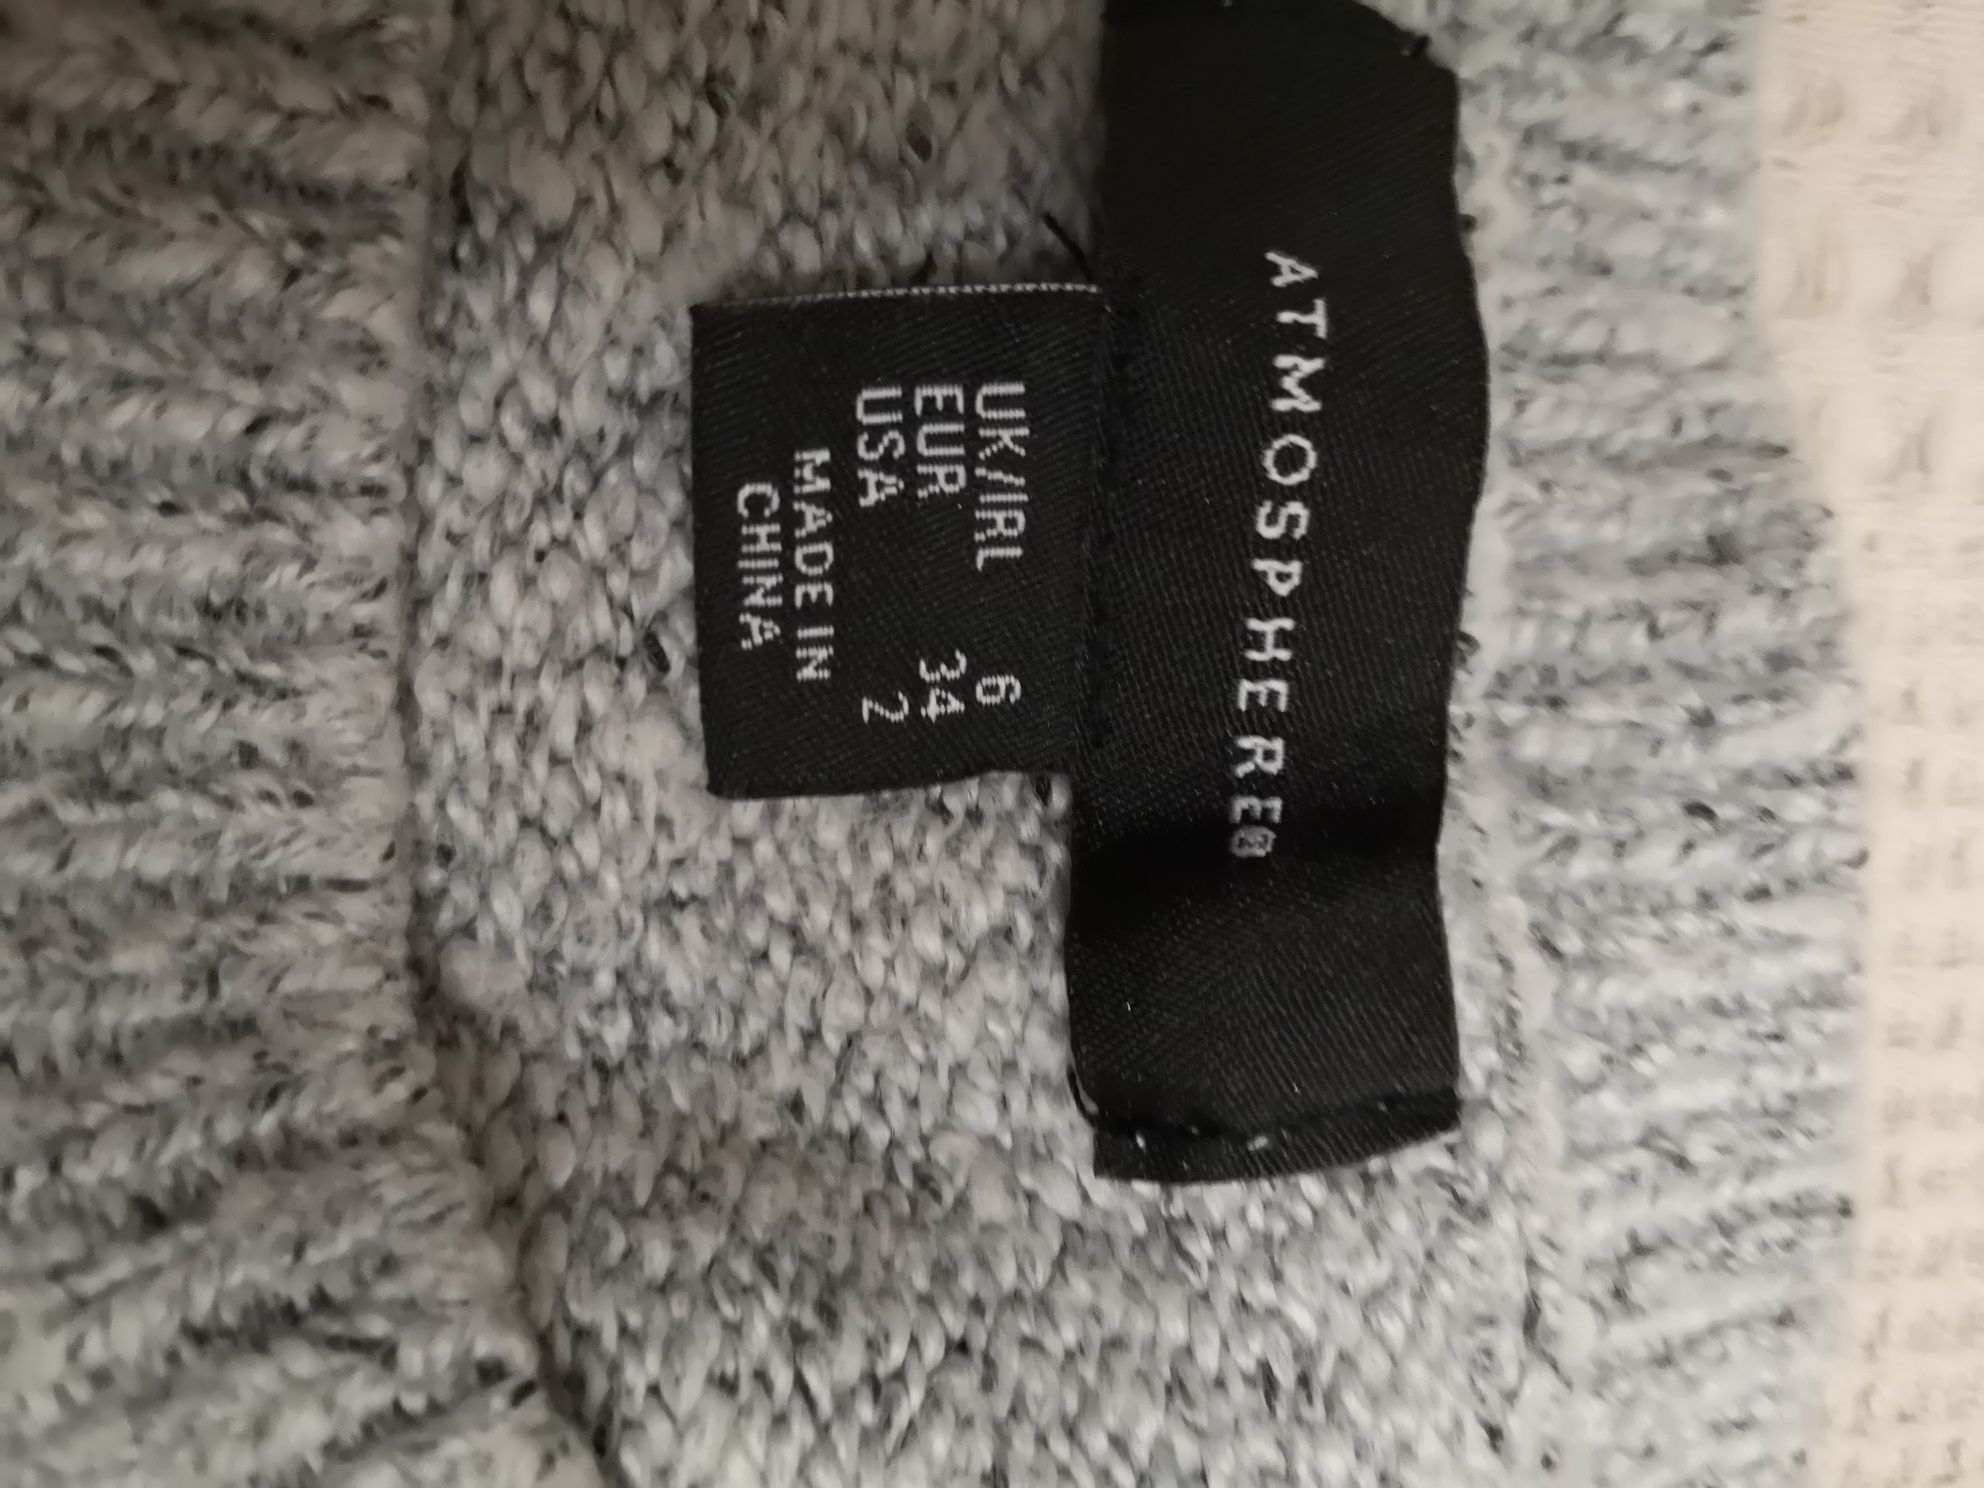 ATMOSPHERE®
UK/IRL 6
EUR 34
USA 2
MADE IN
CHINA